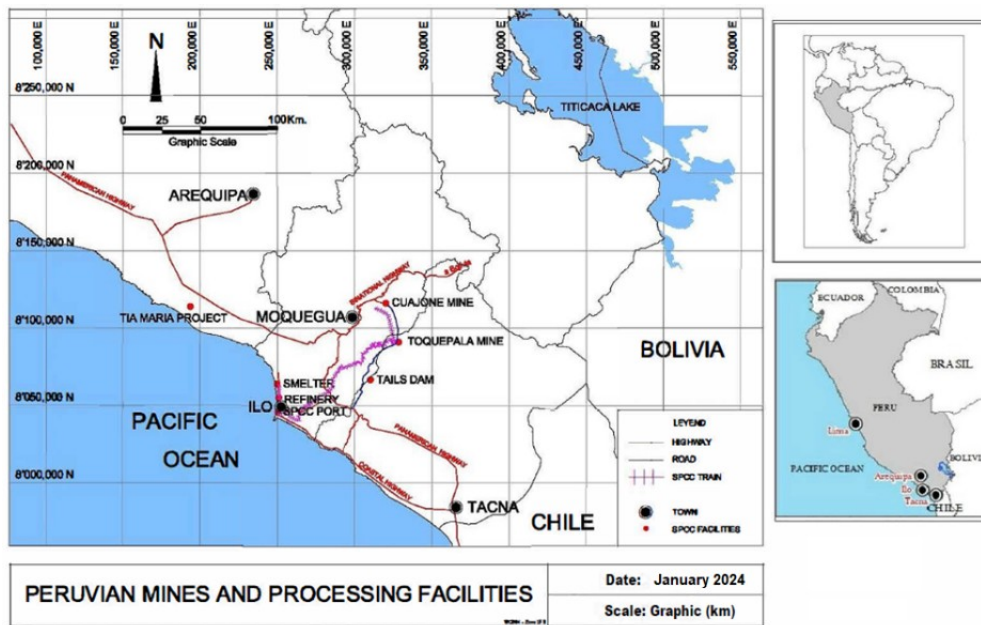 100,000 E
150,000 E
200,000 E
250,000 E
300,000 E
350,000 E
400,000 E
450,000 E
500,000 E
550,000 E
N
8'250,000 N
8'200,000 N
8'150,000 N
8'100,000 N
8'050,000 N
8'000,000 N
0 25 50 100 Km.
Graphic Scale
TITICACA LAKE
PANAMERICAN HIGHWAY
AREQUIPA
BINATIONAL HIGHWAY
TIA MARIA PROJECT
MOQUEGUA
CUAJONE MINE
TOQUEPALA MINE
BOLIVIA
TAILS DAM
SMELTER
REFINERY
ILO
SPCC PORT
PACIFIC
OCEAN
PANAMERICAN HIGHWAY
COASTAL HIGHWAY
TACNA
CHILE
LEYEND
HIGHWAY
ROAD
SPCC TRAIN
TOWN
SPCC FACILITIES
ECUADOR
COLOMBIA
BRASIL
PERU
Lima
PACIFIC OCEAN
BOLIVI
Arequipa
Ilo
Tacna
CHILE
PERUVIAN MINES AND PROCESSING FACILITIES
Date: January 2024
Scale: Graphic (km)